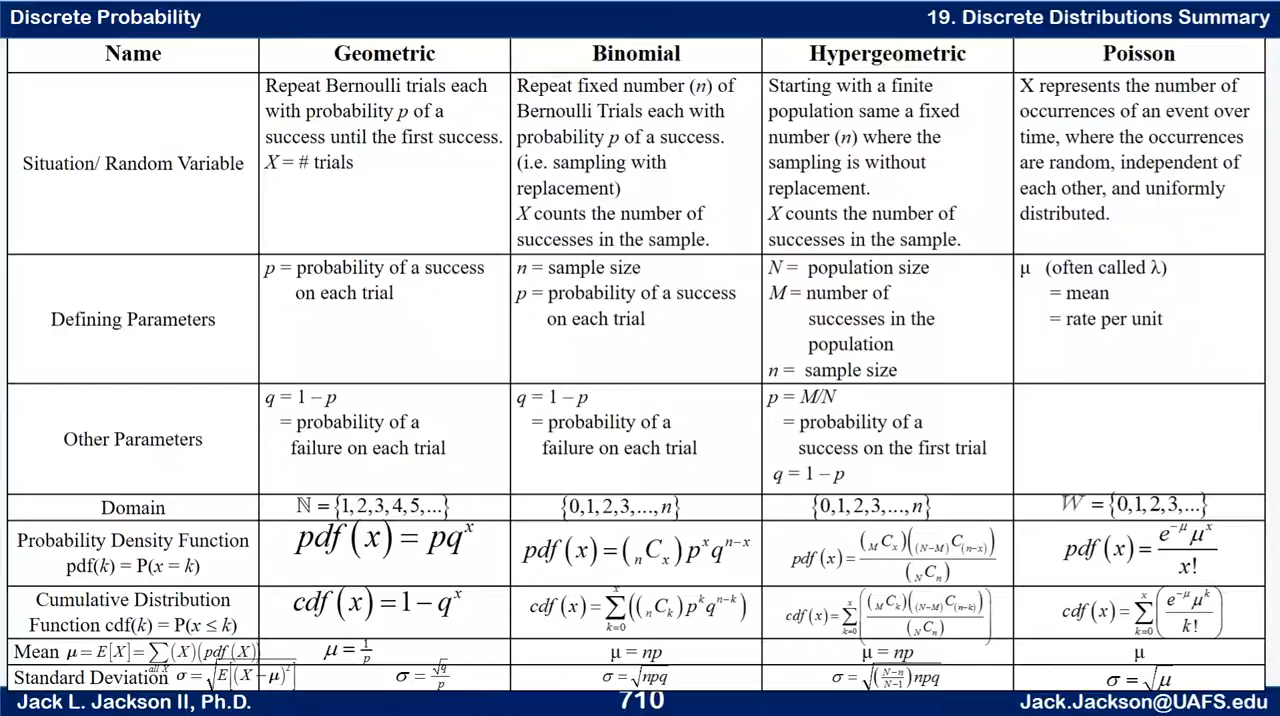 Discrete Probability
19. Discrete Distributions Summary
Name
Geometric
Binomial
Hypergeometric
Poisson
Situation/ Random Variable
Repeat Bernoulli trials each
with probability p of a
success until the first success.
X = # trials
Repeat fixed number (n) of
Bernoulli Trials each with
probability p of a success.
(i.e. sampling with
replacement)
X counts the number of
successes in the sample.
Starting with a finite
population same a fixed
number (n) where the
sampling is without
replacement.
X counts the number of
successes in the sample.
X represents the number of
occurrences of an event over
time, where the occurrences
are random, independent of
each other, and uniformly
distributed.
Defining Parameters
p = probability of a success
on each trial
n = sample size
p = probability of a success
on each trial
N = population size
M = number of
successes in the
population
n = sample size
μ (often called λ)
= mean
= rate per unit
Other Parameters
q = 1 – p
= probability of a
failure on each trial
q = 1 – p
= probability of a
failure on each trial
p = M/N
= probability of a
success on the first trial
q = 1 – p
Domain
ℕ = {1,2,3,4,5,...}
{0,1,2,3,...,n}
{0,1,2,3,...,n}
W = {0,1,2,3,...}
Probability Density Function
pdf(k) = P(x = k)
pdf(x) = pq^x
pdf(x) = (nCx) p^x q^(n−x)
pdf(x) = (MCx)((N−M)C(n−x)) / (NCn)
pdf(x) = e^(−μ) μ^x / x!
Cumulative Distribution
Function cdf(k) = P(x ≤ k)
cdf(x) = 1 − q^x
cdf(x) = ∑_{k=0}^{x} ((nCk) p^k q^(n−k))
cdf(x) = ∑_{k=0}^{x} ((MCk)((N−M)C(n−k)) / (NCn))
cdf(x) = ∑_{k=0}^{x} (e^(−μ) μ^k / k!)
Mean μ = E[X] = ∑_{all X} (X)(pdf(X))
μ = 1/p
μ = np
μ = np
μ
Standard Deviation σ = √(E[(X − μ)²])
σ = √q/p
σ = √(npq)
σ = √(((N−n)/(N−1)) npq)
σ = √μ
Jack L. Jackson II, Ph.D.
710
Jack.Jackson@UAFS.edu